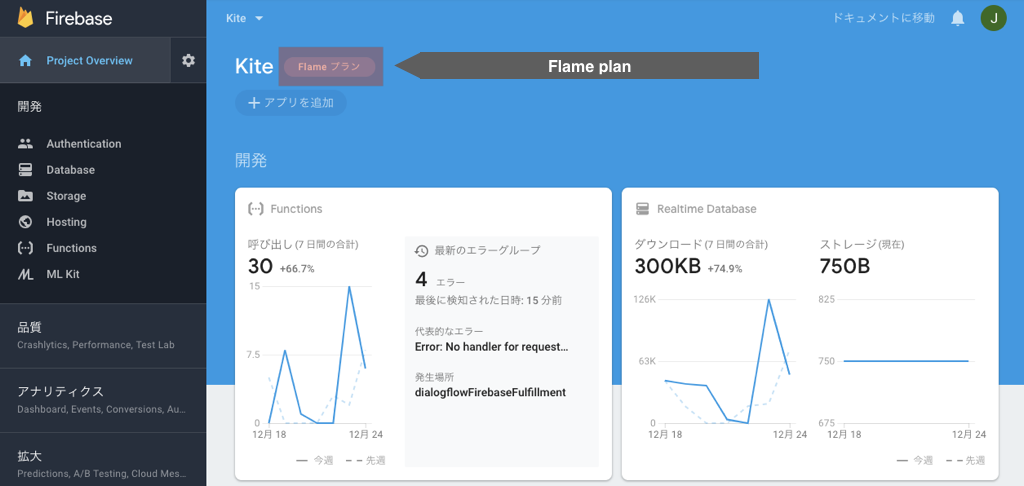 Firebase
Kite
ドキュメントに移動
J
Project Overview
Kite
Flame プラン
Flame plan
アプリを追加
開発
Authentication
Database
Storage
Hosting
Functions
ML Kit
品質
Crashlytics, Performance, Test Lab
アナリティクス
Dashboard, Events, Conversions, Au...
拡大
Predictions, A/B Testing, Cloud Mes...
開発
Functions
呼び出し (7 日間の合計)
30 +66.7%
15
7.5
0
12月 18
12月 24
今週
先週
最新のエラーグループ
4 エラー
最後に検知された日時: 15 分前
代表的なエラー
Error: No handler for request...
発生場所
dialogflowFirebaseFulfillment
Realtime Database
ダウンロード (7 日間の合計)
300KB +74.9%
126K
63K
0
12月 18
12月 24
ストレージ (現在)
750B
825
750
675
12月 18
12月 24
今週
先週